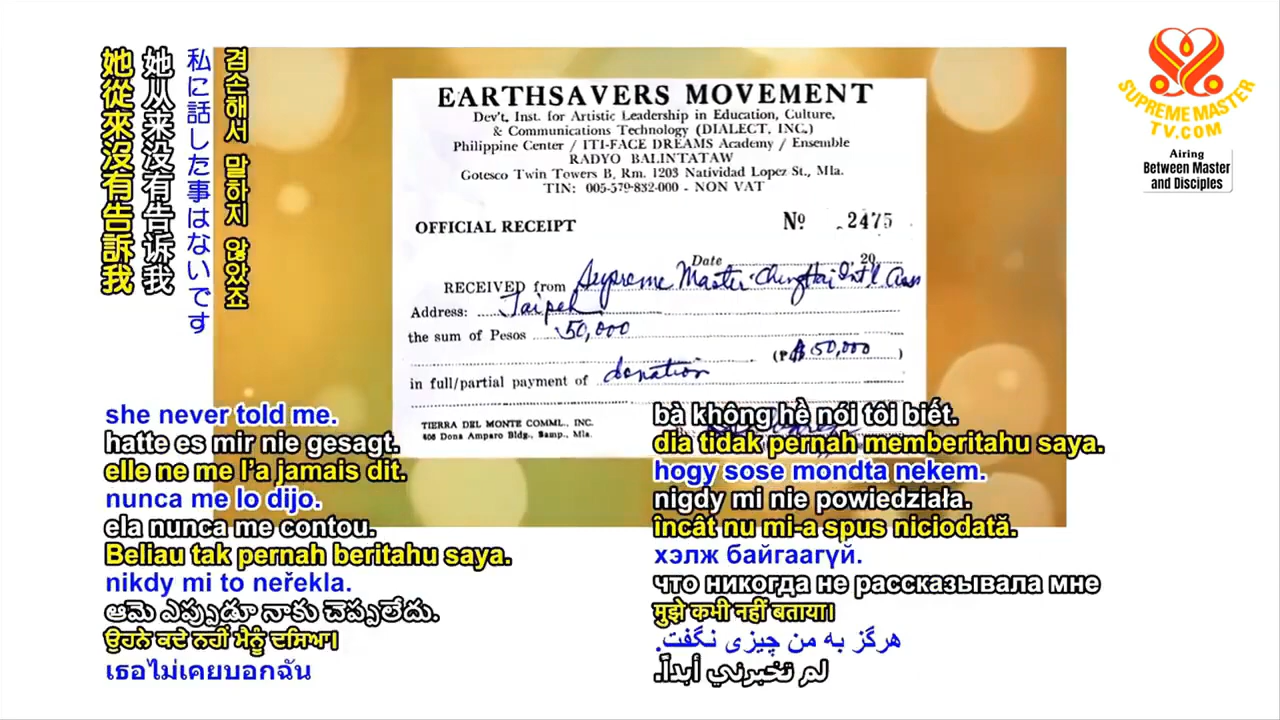 她從來沒有告訴我
她从来没有告诉我
私に話した事はないです
겸손해서 말하지 않았죠
SUPREME MASTER
TV.COM
Airing
Between Master
and Disciples
EARTHSAVERS MOVEMENT
Dev't. Inst. for Artistic Leadership in Education, Culture,
& Communications Technology (DIALECT, INC.)
Philippine Center / ITI-FACE DREAMS Academy / Ensemble
RADYO BALINTATAW
Gotesco Twin Towers B, Rm. 1203 Natividad Lopez St., Mla.
TIN: 005-579-832-000 - NON VAT
OFFICIAL RECEIPT Nº 2475
Date 20
RECEIVED from Supreme Master Ching Hai Int'l Assn
Address: Taipeh
the sum of Pesos 50,000
(P 50,000 )
in full/partial payment of donation
TIERRA DEL MONTE COMML., INC.
408 Dona Amparo Bldg., Samp., Mla.
she never told me.
hatte es mir nie gesagt.
elle ne me l'a jamais dit.
nunca me lo dijo.
ela nunca me contou.
Beliau tak pernah beritahu saya.
nikdy mi to neřekla.
ఆమె ఎప్పుడూ నాకు చెప్పలేదు.
ਉਹਨੇ ਕਦੇ ਨਹੀਂ ਮੈਨੂੰ ਦਸਿਆ।
เธอไม่เคยบอกฉัน
bà không hề nói tôi biết.
dia tidak pernah memberitahu saya.
hogy sose mondta nekem.
nigdy mi nie powiedziała.
încât nu mi-a spus niciodată.
хэлж байгаагүй.
что никогда не рассказывала мне
मुझे कभी नहीं बताया।
هرگز به من چیزی نگفت.
لم تخبرني أبداً.